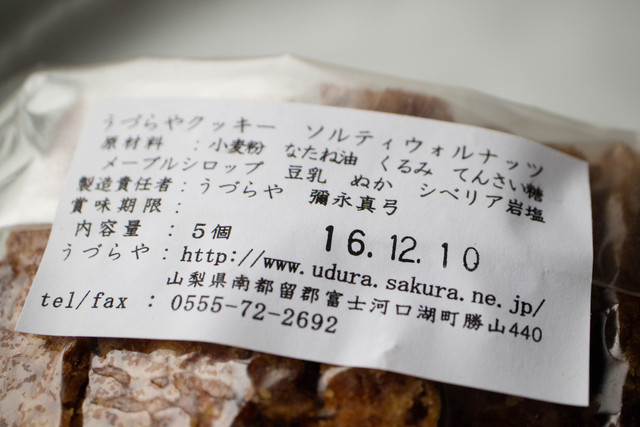 うづらやクッキー ソルティウォルナッツ
原材料 :小麦粉 なたね油 くるみ てんさい糖
メープルシロップ 豆乳 ぬか シベリア岩塩
製造責任者:うづらや 彌永真弓
賞味期限: 16.12.10
内容量 : 5個
うづらや:http://www.udura.sakura.ne.jp/
山梨県南都留郡富士河口湖町勝山440
tel/fax : 0555-72-2692